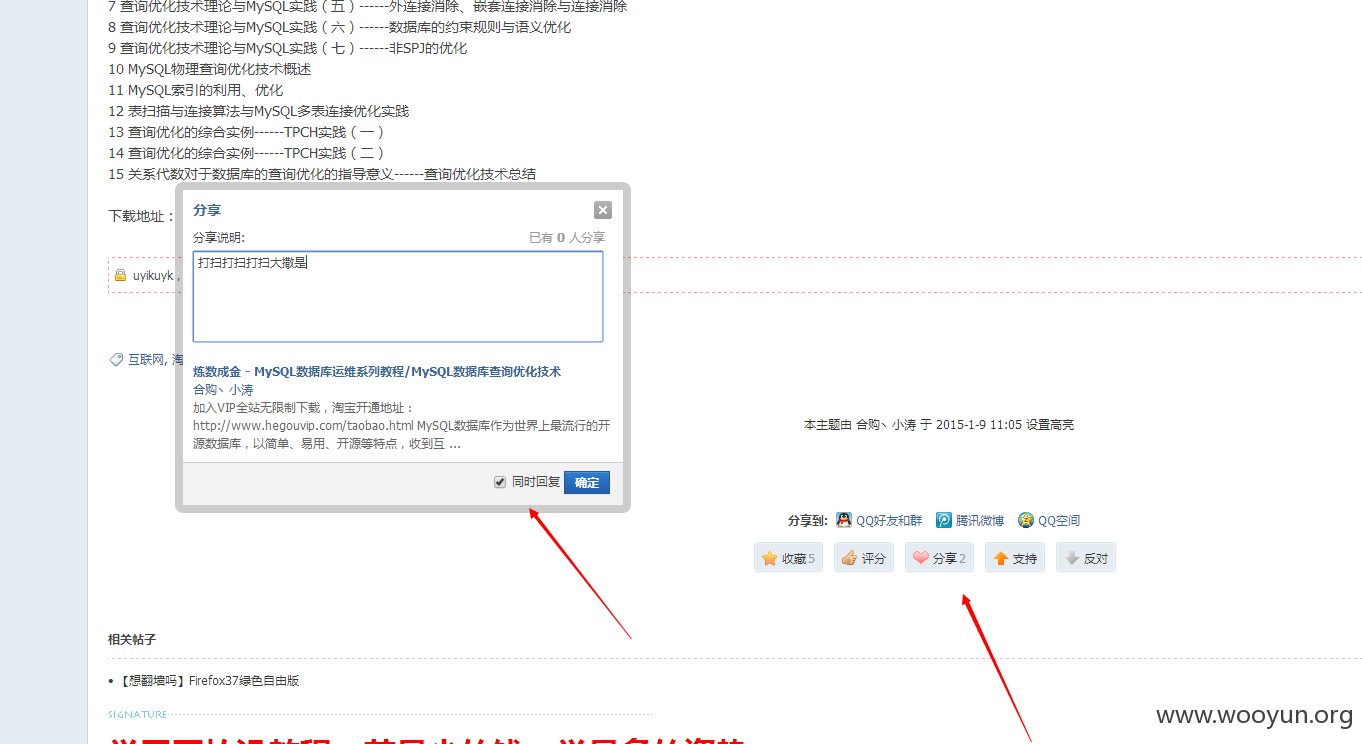 7 查询优化技术理论与MySQL实践（五）------外连接消除、嵌套连接消除与连接消除
8 查询优化技术理论与MySQL实践（六）------数据库的约束规则与语义优化
9 查询优化技术理论与MySQL实践（七）------非SPJ的优化
10 MySQL物理查询优化技术概述
11 MySQL索引的利用、优化
12 表扫描与连接算法与MySQL多表连接优化实践
13 查询优化的综合实例------TPCH实践（一）
14 查询优化的综合实例------TPCH实践（二）
15 关系代数对于数据库的查询优化的指导意义------查询优化技术总结
下载地址：
分享
分享说明:
已有 0 人分享
打扫打扫打扫大撒是
uyikuyk，
互联网, 淘
炼数成金 - MySQL数据库运维系列教程/MySQL数据库查询优化技术
合购丶小涛
加入VIP全站无限制下载，淘宝开通地址：
http://www.hegouvip.com/taobao.html MySQL数据库作为世界上最流行的开
源数据库，以简单、易用、开源等特点，收到互 ...
同时回复 确定
本主题由 合购丶小涛 于 2015-1-9 11:05 设置高亮
分享到: QQ好友和群 腾讯微博 QQ空间
收藏5 评分 分享2 支持 反对
相关帖子
• 【想翻墙吗】Firefox37绿色自由版
SIGNATURE
www.wooyun.org